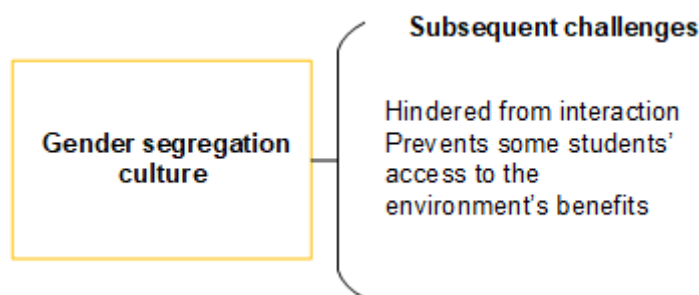 Subsequent challenges
Gender segregation
culture
Hindered from interaction
Prevents some students’
access to the
environment’s benefits